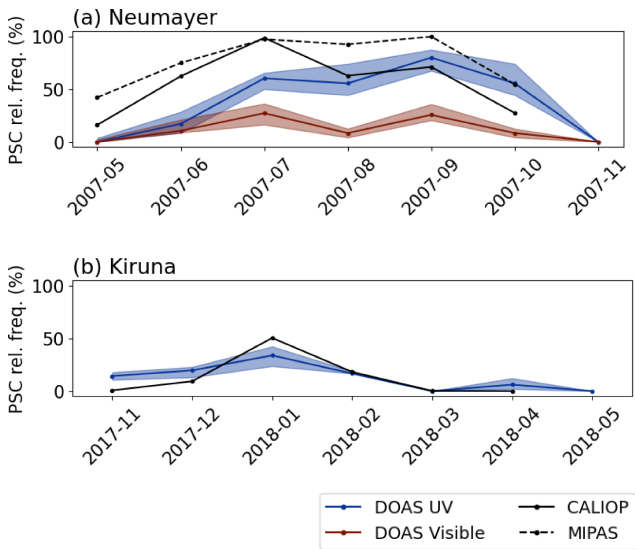 (a) Neumayer
PSC rel. freq. (%)
100
50
0
2007-05
2007-06
2007-07
2007-08
2007-09
2007-10
2007-11
(b) Kiruna
PSC rel. freq. (%)
100
50
0
2017-11
2017-12
2018-01
2018-02
2018-03
2018-04
2018-05
DOAS UV
DOAS Visible
CALIOP
MIPAS